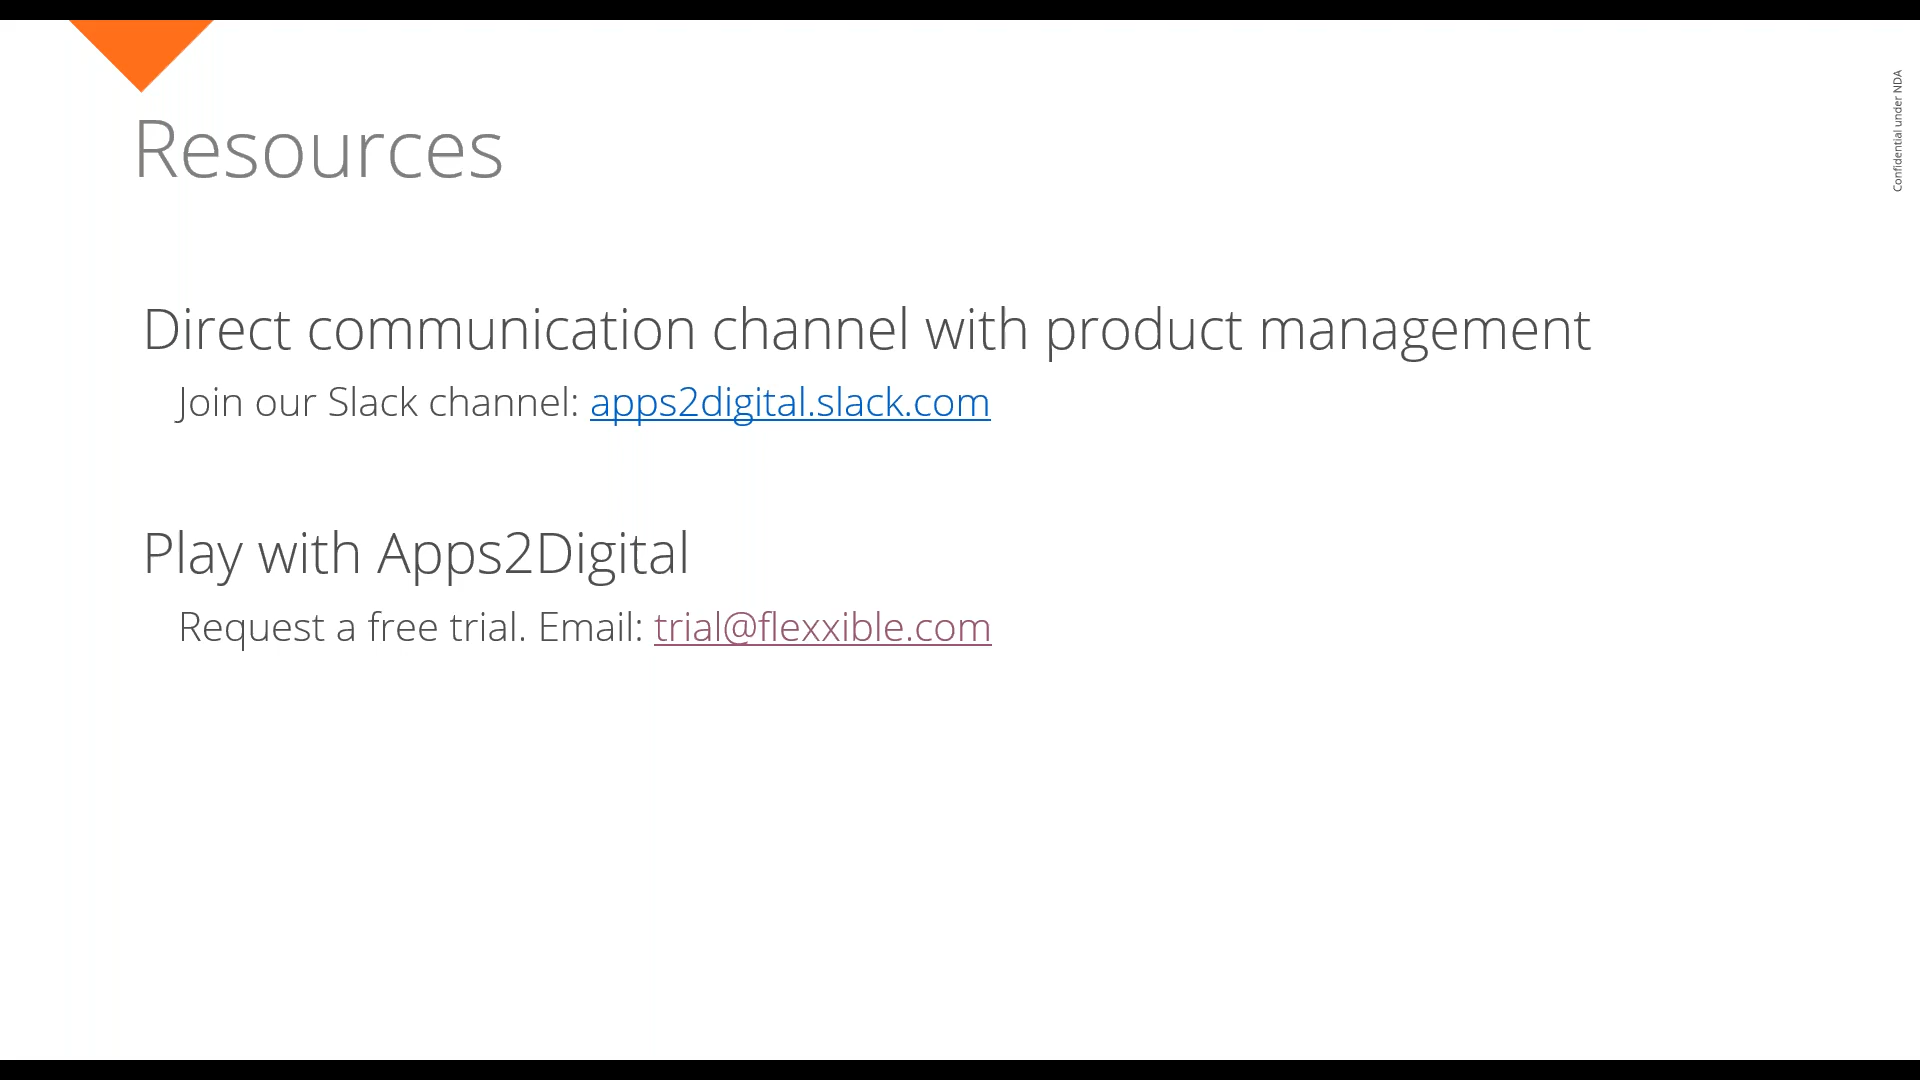 Resources
Confidential under NDA
Direct communication channel with product management
Join our Slack channel: apps2digital.slack.com
Play with Apps2Digital
Request a free trial. Email: trial@flexxible.com